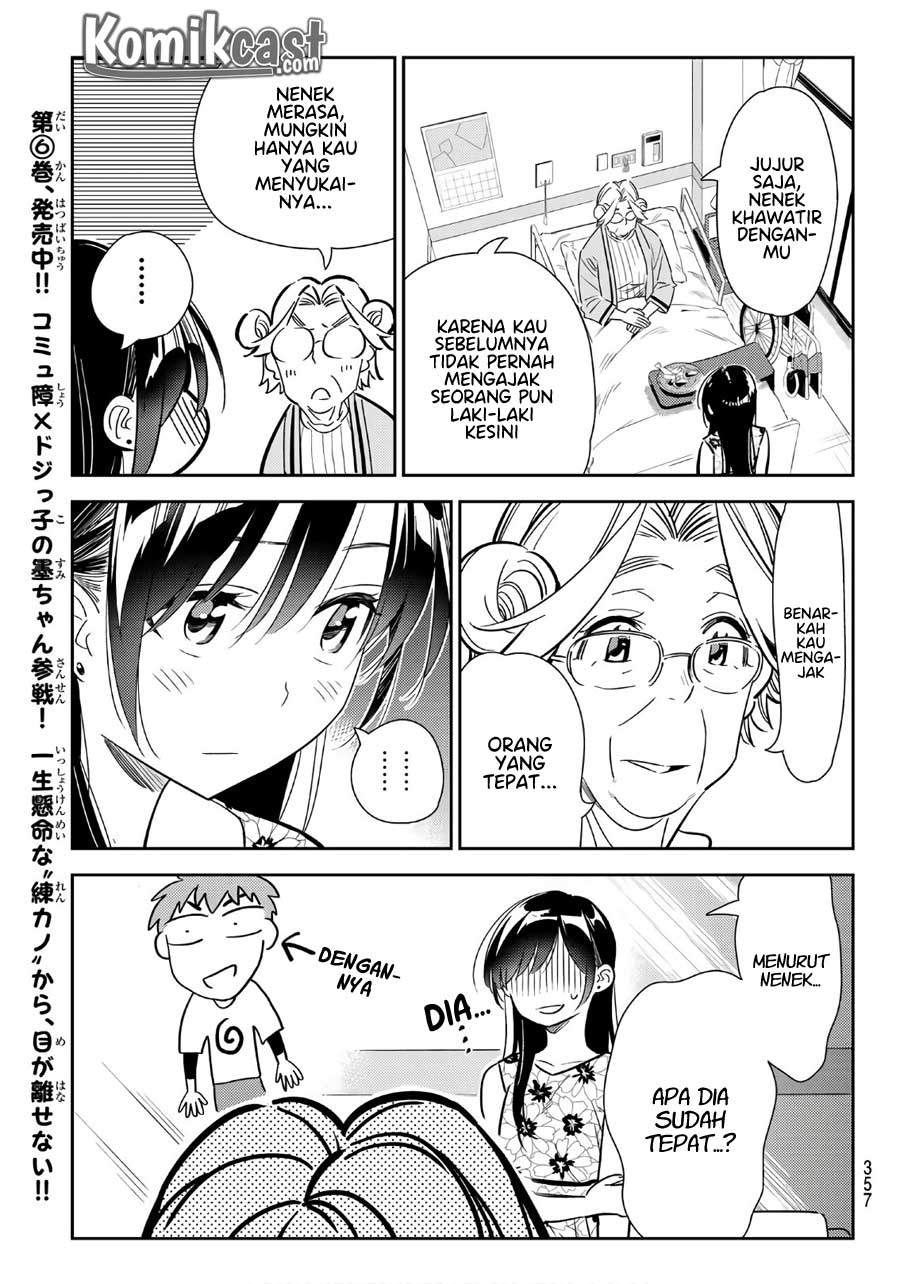 Komikcast
.com
JUJUR
SAJA,
NENEK
KHAWATIR
DENGAN-
MU
KARENA KAU
SEBELUMNYA
TIDAK PERNAH
MENGAJAK
SEORANG PUN
LAKI-LAKI
KESINI
NENEK
MERASA,
MUNGKIN
HANYA KAU
YANG
MENYUKAI-
NYA...
......
BENAR-
KAH KAU
MENGA-
JAK
ORANG
YANG
TEPAT...
......
MENURUT
NENEK...
APA DIA
SUDAH
TEPAT...?
DIA...
DENGAN-
NYA
第⑥巻、発売中!! コミュ障×ドジっ子の墨ちゃん参戦! 一生懸命な〝練カノ〟から、目が離せない!!
357